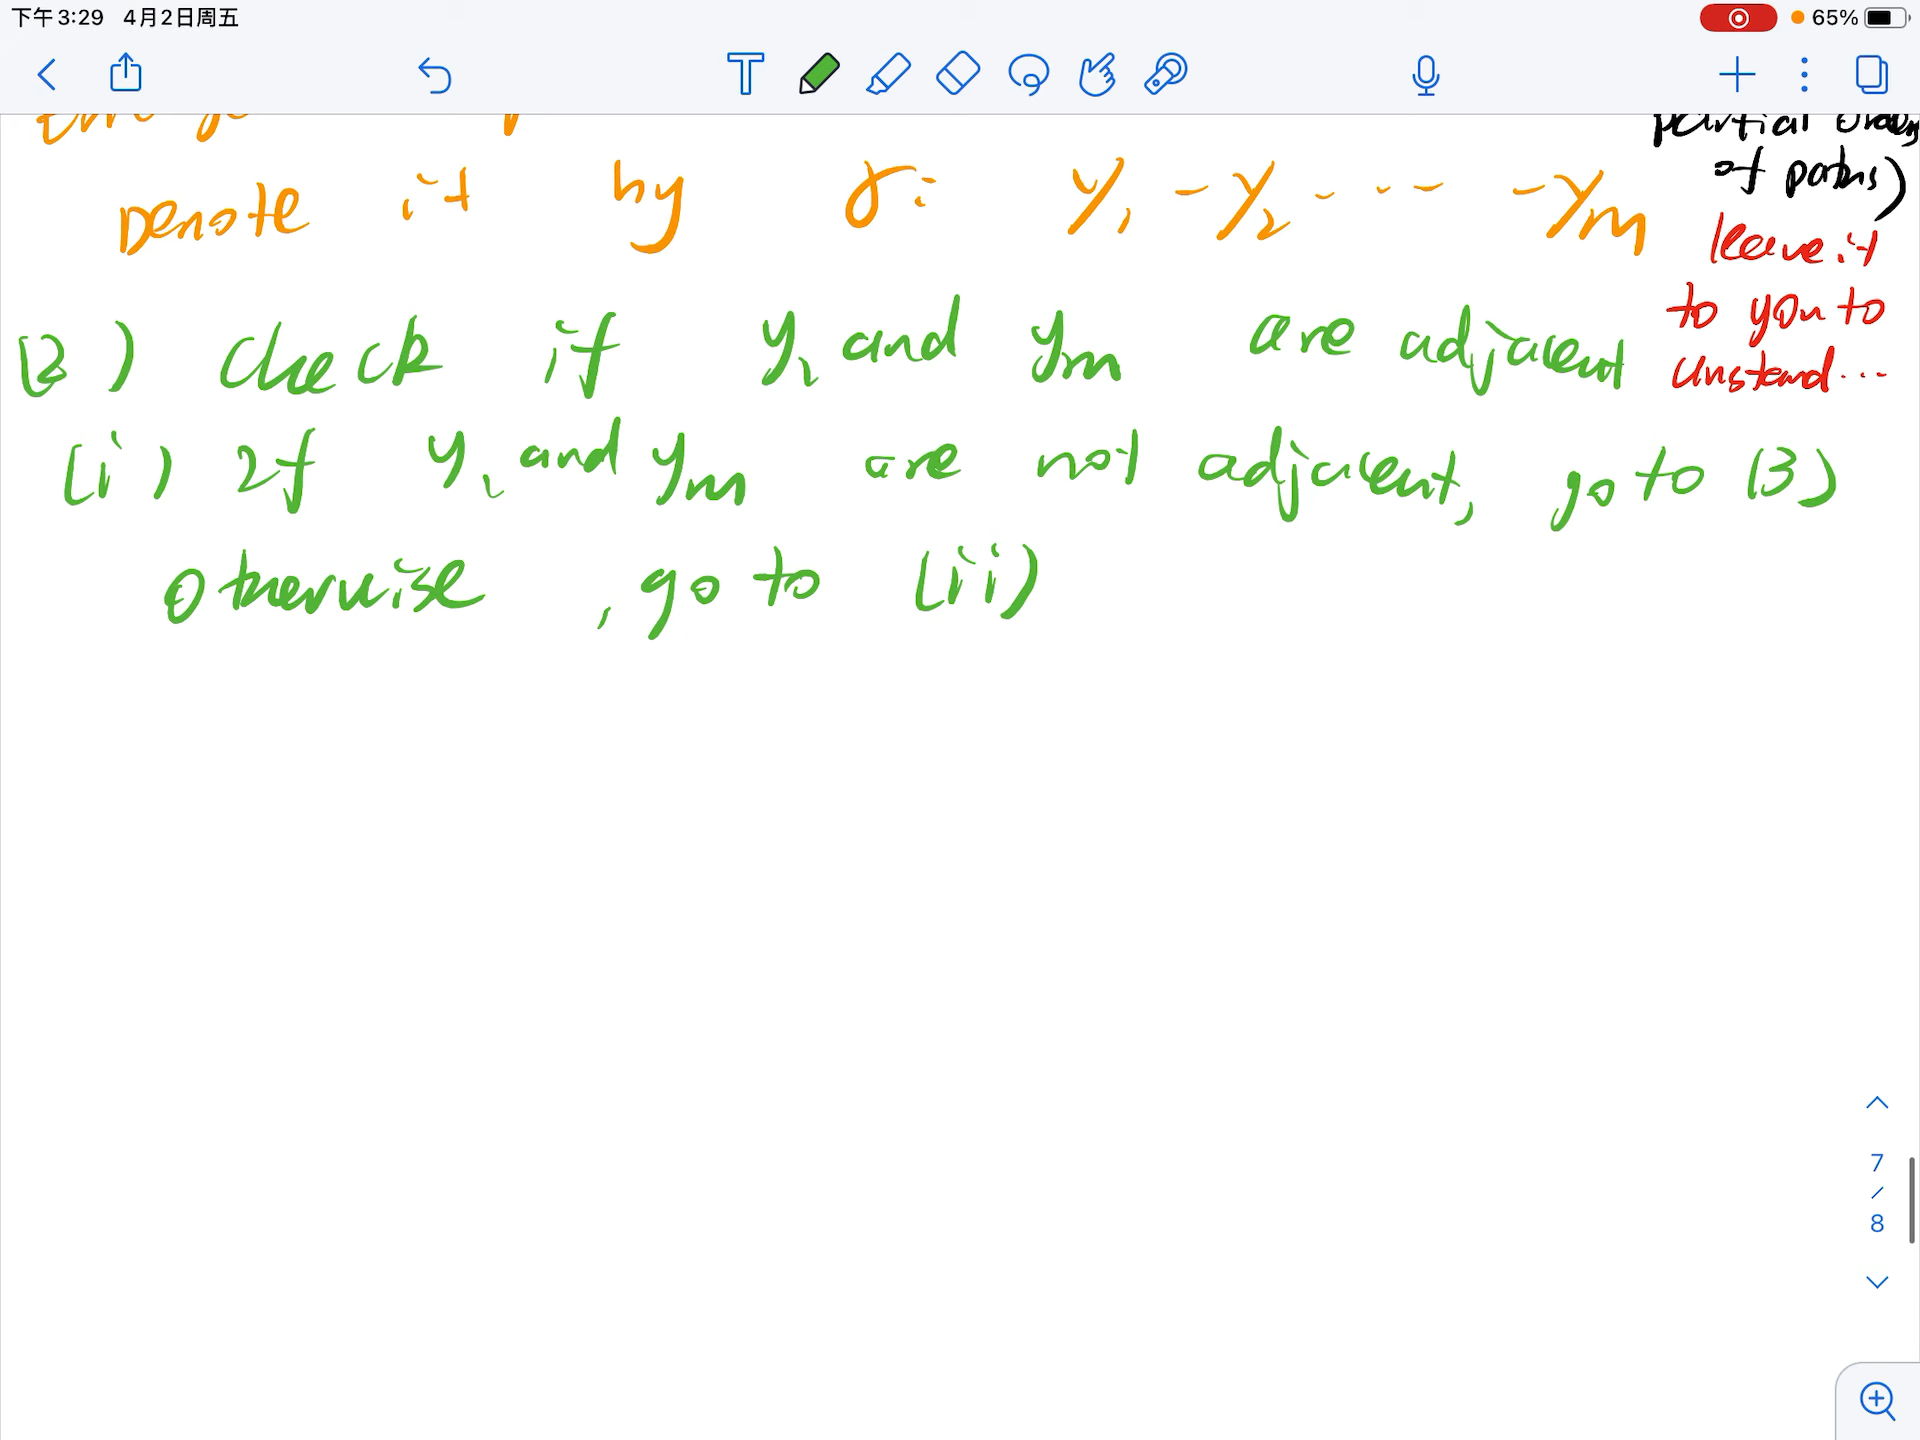 下午3:29 4月2日周五
65%
partial
of paths)
Denote it by γ: y₁ - y₂ - ... - yₘ
leave it
to you to
unstand...
(2) check if y₁ and yₘ are adjacent
(i) If y₁ and yₘ are not adjacent, go to (3)
otherwise, go to (ii)
7
/
8